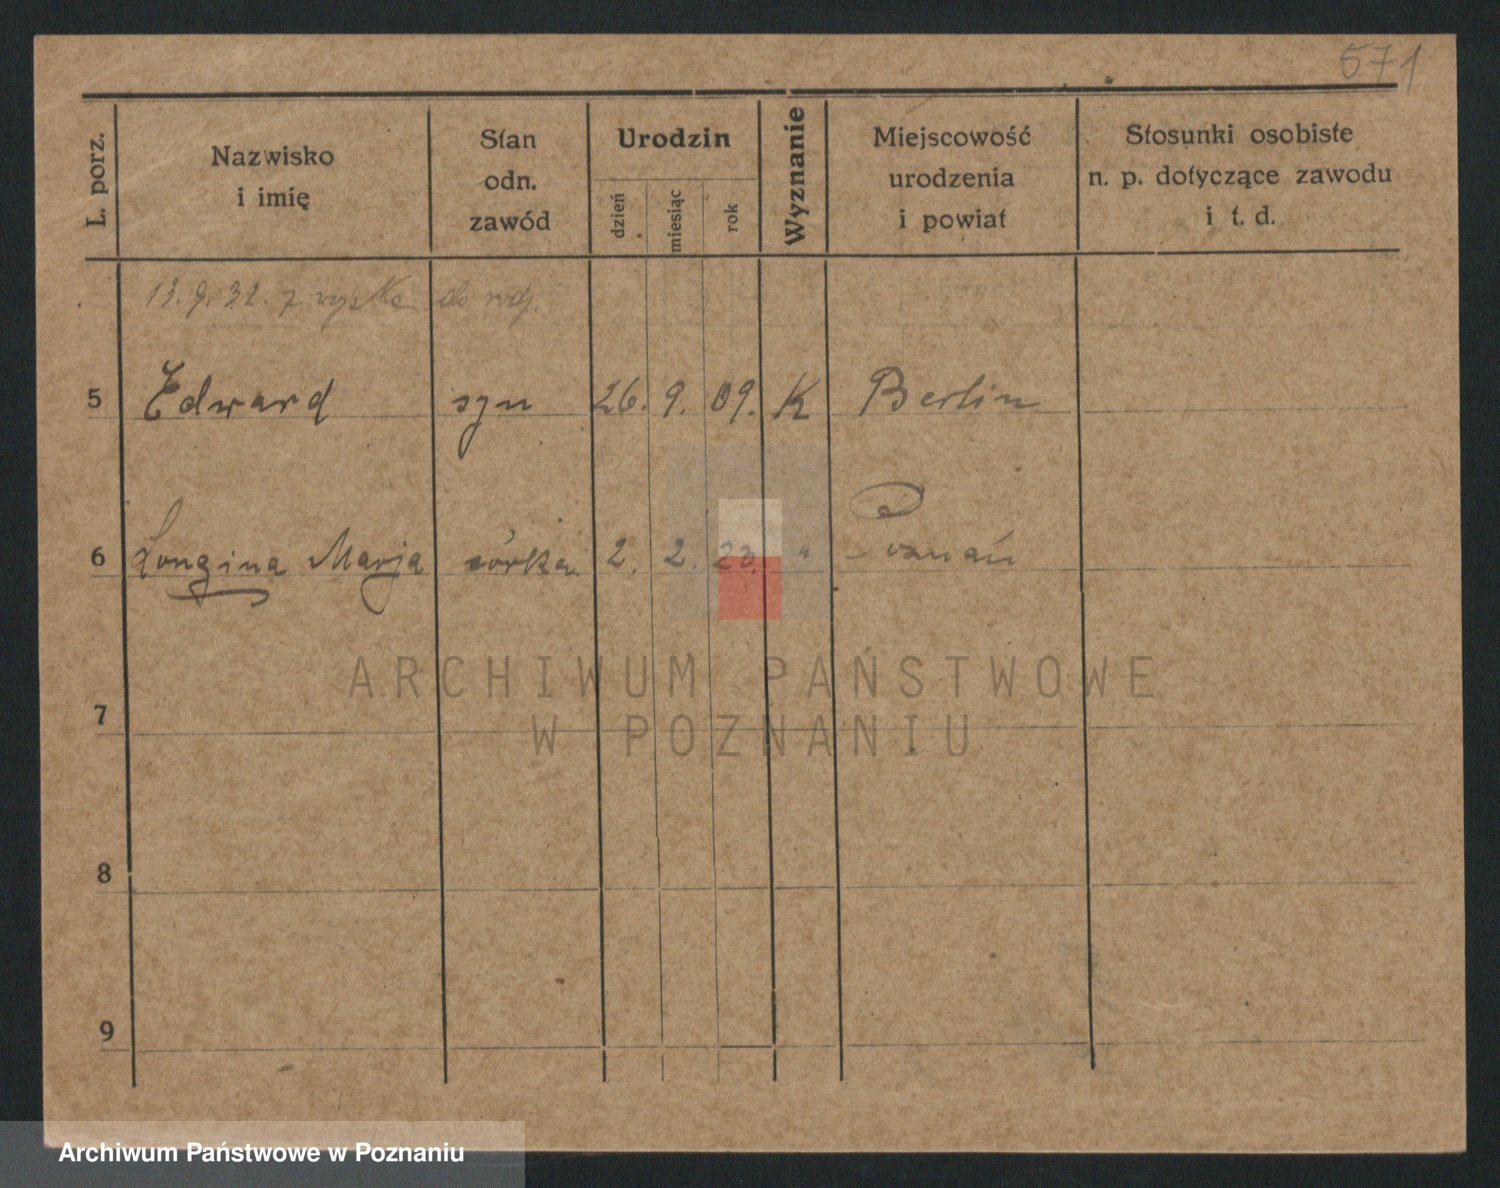 571
L. porz.
Nazwisko
i imię
Stan
odn.
zawód
Urodzin
dzień
miesiąc
rok
Wyznanie
Miejscowość
urodzenia
i powiat
Stosunki osobiste
n. p. dotyczące zawodu
i t. d.
13. 9. 32. do
5 Edward syn 26. 9. 09. K Berlin
6 Longina Marja córka 2. 2. 23. " Poznań
ARCHIWUM PAŃSTWOWE
W POZNANIU
7
8
9
Archiwum Państwowe w Poznaniu